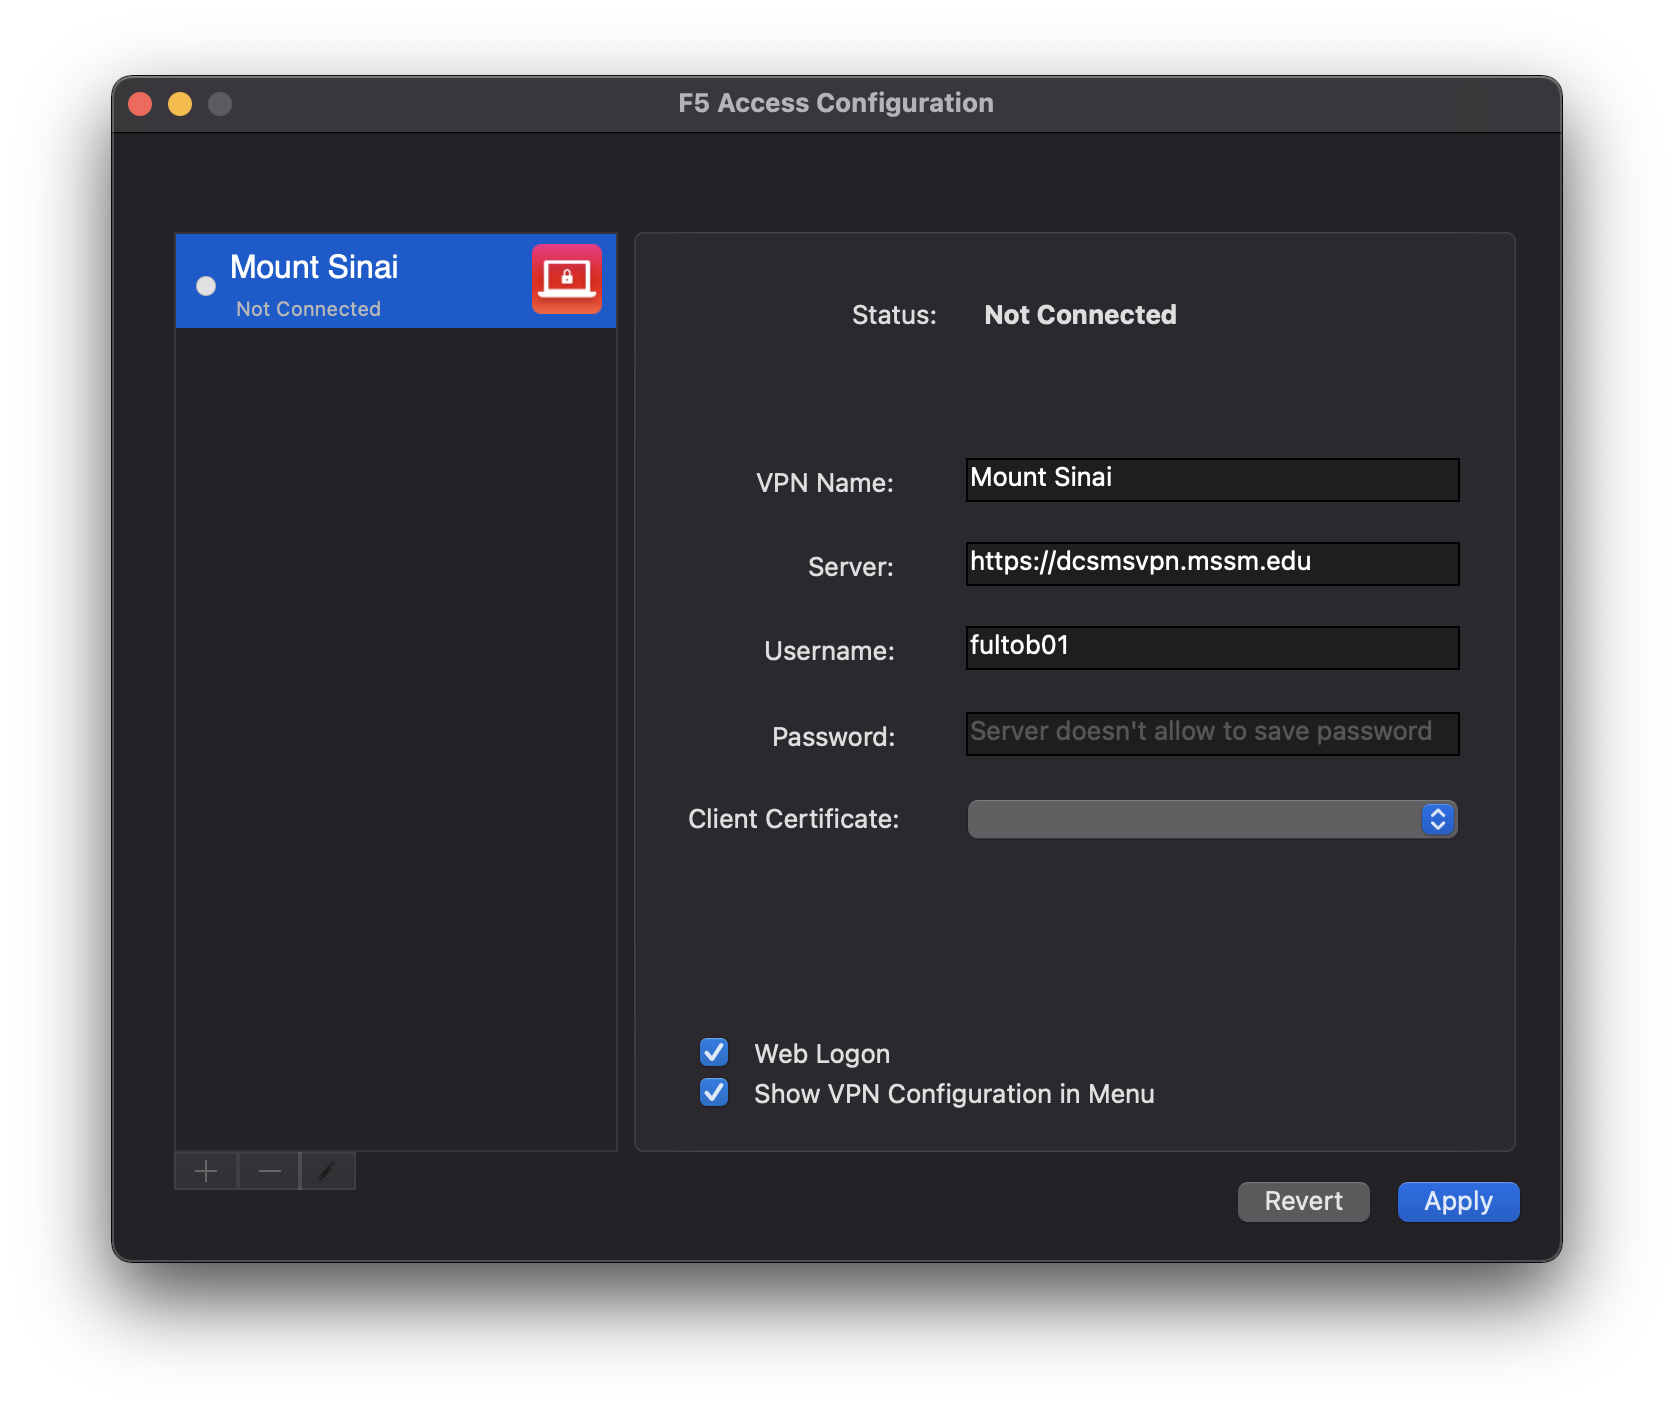 F5 Access Configuration
Mount Sinai
Not Connected
Status: Not Connected
VPN Name: Mount Sinai
Server: https://dcsmsvpn.mssm.edu
Username: fultob01
Password: Server doesn't allow to save password
Client Certificate:
Web Logon
Show VPN Configuration in Menu
Revert Apply